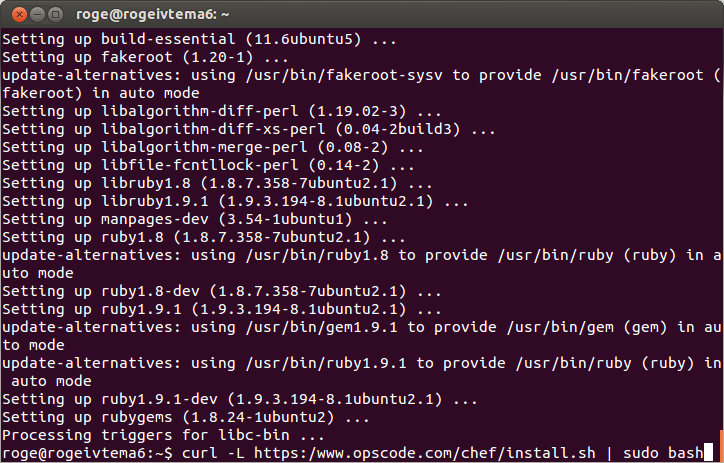 roge@rogeivtema6: ~
Setting up build-essential (11.6ubuntu5) ...
Setting up fakeroot (1.20-1) ...
update-alternatives: using /usr/bin/fakeroot-sysv to provide /usr/bin/fakeroot (
fakeroot) in auto mode
Setting up libalgorithm-diff-perl (1.19.02-3) ...
Setting up libalgorithm-diff-xs-perl (0.04-2build3) ...
Setting up libalgorithm-merge-perl (0.08-2) ...
Setting up libfile-fcntllock-perl (0.14-2) ...
Setting up libruby1.8 (1.8.7.358-7ubuntu2.1) ...
Setting up libruby1.9.1 (1.9.3.194-8.1ubuntu2.1) ...
Setting up manpages-dev (3.54-1ubuntu1) ...
Setting up ruby1.8 (1.8.7.358-7ubuntu2.1) ...
update-alternatives: using /usr/bin/ruby1.8 to provide /usr/bin/ruby (ruby) in a
uto mode
Setting up ruby1.8-dev (1.8.7.358-7ubuntu2.1) ...
Setting up ruby1.9.1 (1.9.3.194-8.1ubuntu2.1) ...
update-alternatives: using /usr/bin/gem1.9.1 to provide /usr/bin/gem (gem) in au
to mode
update-alternatives: using /usr/bin/ruby1.9.1 to provide /usr/bin/ruby (ruby) in
 auto mode
Setting up ruby1.9.1-dev (1.9.3.194-8.1ubuntu2.1) ...
Setting up rubygems (1.8.24-1ubuntu2) ...
Processing triggers for libc-bin ...
roge@rogeivtema6:~$ curl -L https:/www.opscode.com/chef/install.sh | sudo bash